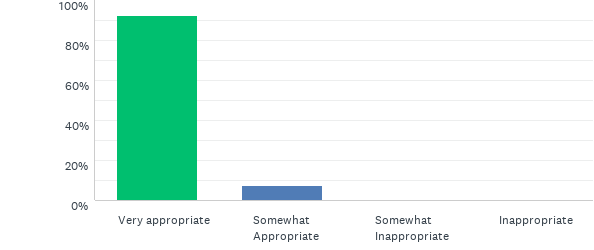 100%
80%
60%
40%
20%
0%
Very appropriate
Somewhat
Appropriate
Somewhat
Inappropriate
Inappropriate